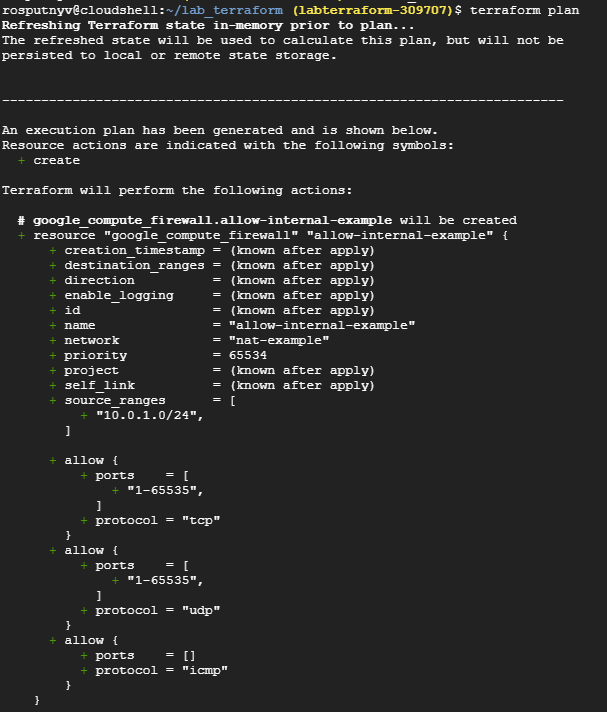 rosputnyv@cloudshell:~/lab_terraform (labterraform-309707)$ terraform plan
Refreshing Terraform state in-memory prior to plan...
The refreshed state will be used to calculate this plan, but will not be
persisted to local or remote state storage.
------------------------------------------------------------------------
An execution plan has been generated and is shown below.
Resource actions are indicated with the following symbols:
  + create
Terraform will perform the following actions:
  # google_compute_firewall.allow-internal-example will be created
  + resource "google_compute_firewall" "allow-internal-example" {
      + creation_timestamp = (known after apply)
      + destination_ranges = (known after apply)
      + direction          = (known after apply)
      + enable_logging     = (known after apply)
      + id                 = (known after apply)
      + name               = "allow-internal-example"
      + network            = "nat-example"
      + priority           = 65534
      + project            = (known after apply)
      + self_link          = (known after apply)
      + source_ranges      = [
          + "10.0.1.0/24",
        ]
      + allow {
          + ports    = [
              + "1-65535",
            ]
          + protocol = "tcp"
        }
      + allow {
          + ports    = [
              + "1-65535",
            ]
          + protocol = "udp"
        }
      + allow {
          + ports    = []
          + protocol = "icmp"
        }
    }